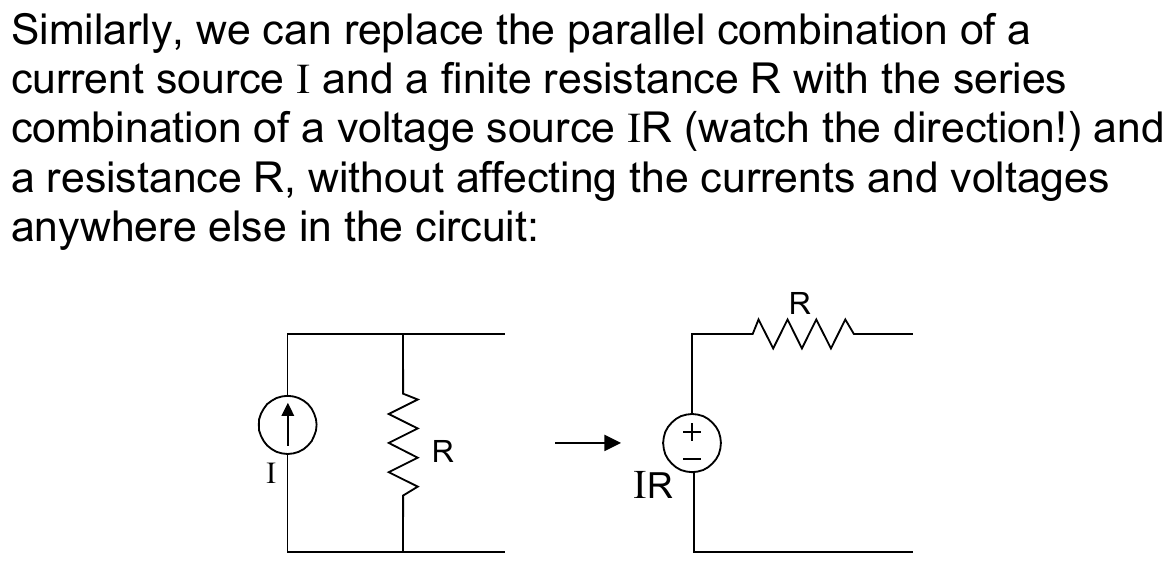 Similarly, we can replace the parallel combination of a
current source I and a finite resistance R with the series
combination of a voltage source IR (watch the direction!) and
a resistance R, without affecting the currents and voltages
anywhere else in the circuit:
R
+
R
−
I
IR